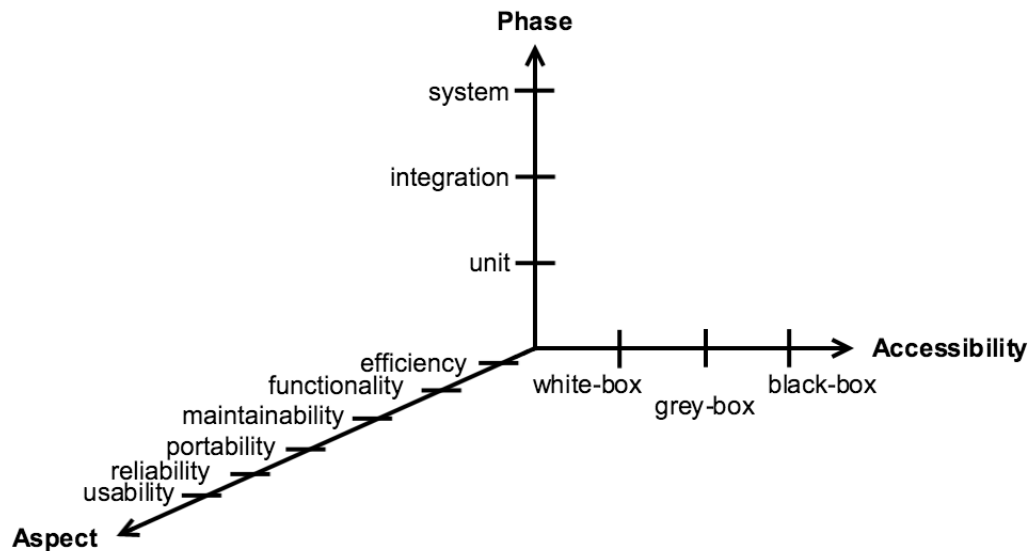 Phase
system
integration
unit
Accessibility
white-box
grey-box
black-box
efficiency
functionality
maintainability
portability
reliability
usability
Aspect